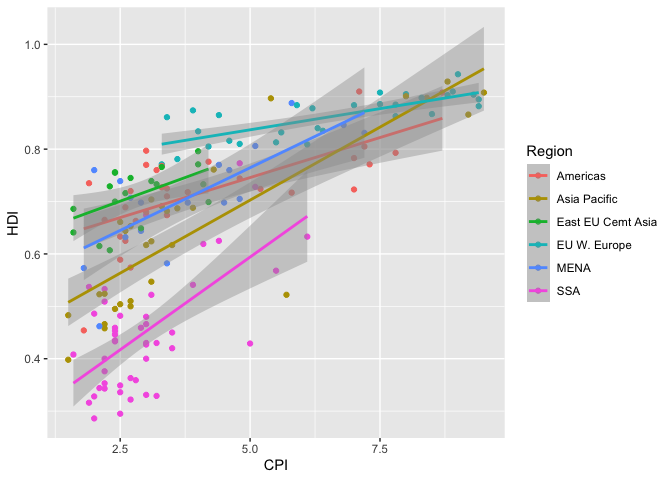 1.0
0.8
0.6
0.4
HDI
2.5
5.0
7.5
CPI
Region
Americas
Asia Pacific
East EU Cemt Asia
EU W. Europe
MENA
SSA